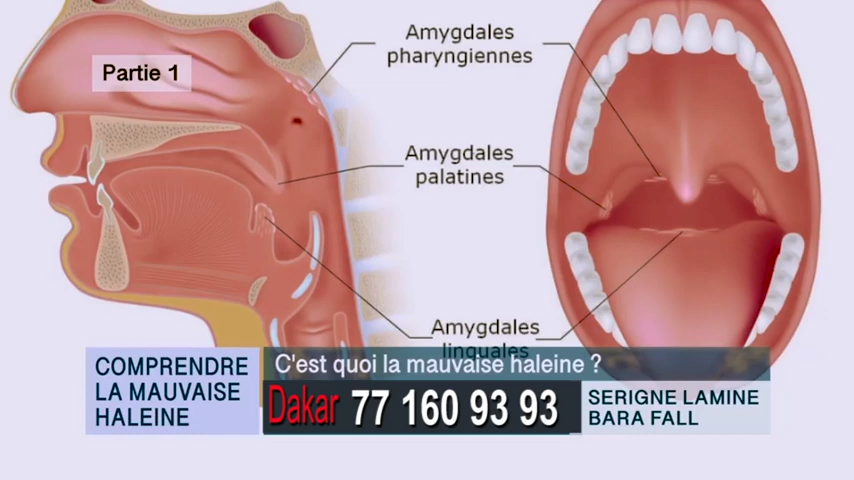 Partie 1
Amygdales
pharyngiennes
Amygdales
palatines
Amygdales
linguales
COMPRENDRE
LA MAUVAISE
HALEINE
C'est quoi la mauvaise haleine ?
Dakar 77 160 93 93
SERIGNE LAMINE
BARA FALL